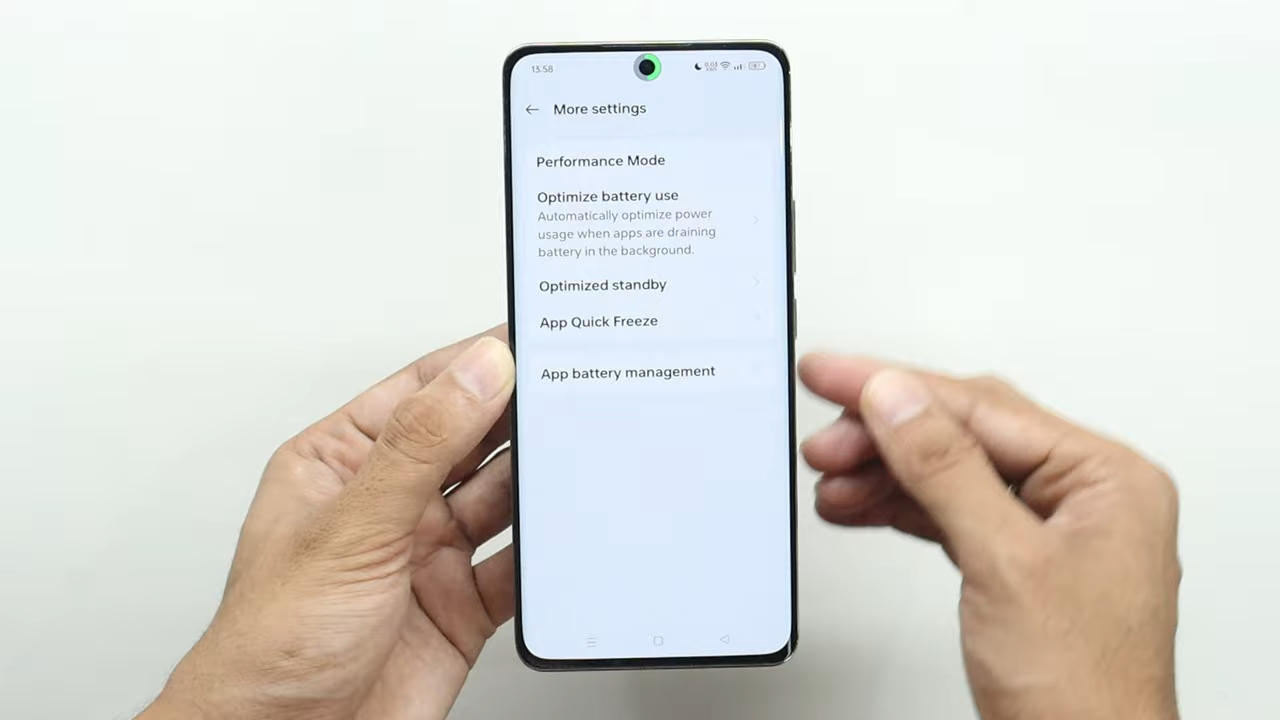 13.58
More settings
Performance Mode
Optimize battery use
Automatically optimize power
usage when apps are draining
battery in the background.
Optimized standby
App Quick Freeze
App battery management